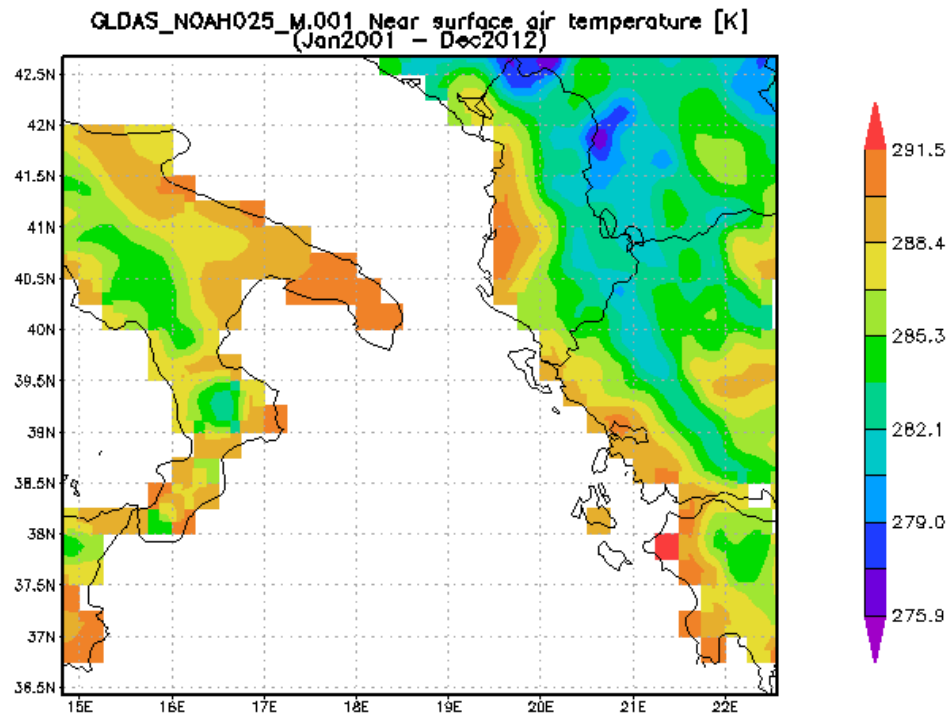 GLDAS_NOAH025_M.001 Near surface air temperature [K]
(Jan2001 – Dec2012)
42.5N
42N
41.5N
41N
40.5N
40N
39.5N
39N
38.5N
38N
37.5N
37N
36.5N
15E 16E 17E 18E 19E 20E 21E 22E
291.5
288.4
285.3
282.1
279.0
275.9